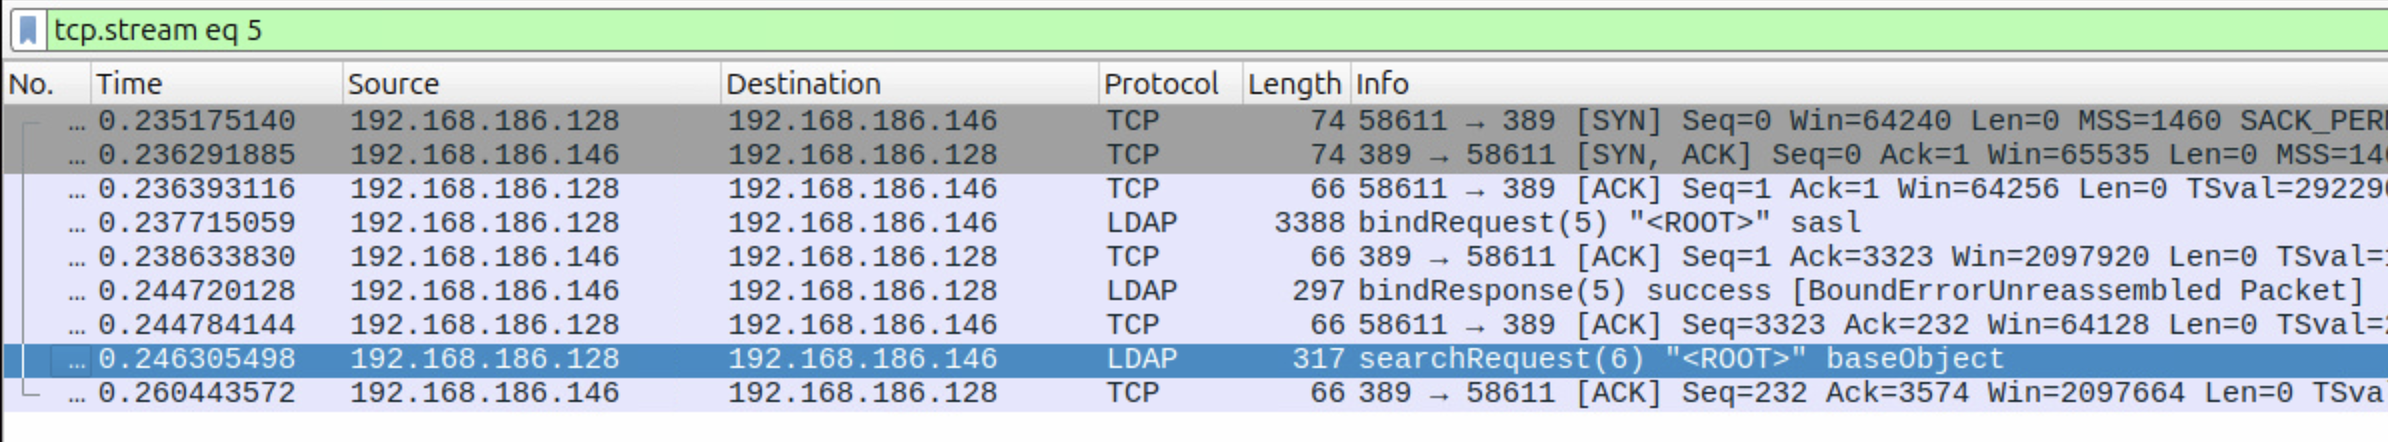 tcp.stream eq 5
No. Time Source Destination Protocol Length Info
... 0.235175140 192.168.186.128 192.168.186.146 TCP 74 58611 → 389 [SYN] Seq=0 Win=64240 Len=0 MSS=1460 SACK_PER
... 0.236291885 192.168.186.146 192.168.186.128 TCP 74 389 → 58611 [SYN, ACK] Seq=0 Ack=1 Win=65535 Len=0 MSS=14
... 0.236393116 192.168.186.128 192.168.186.146 TCP 66 58611 → 389 [ACK] Seq=1 Ack=1 Win=64256 Len=0 TSval=29229
... 0.237715059 192.168.186.128 192.168.186.146 LDAP 3388 bindRequest(5) "<ROOT>" sasl
... 0.238633830 192.168.186.146 192.168.186.128 TCP 66 389 → 58611 [ACK] Seq=1 Ack=3323 Win=2097920 Len=0 TSval=
... 0.244720128 192.168.186.146 192.168.186.128 LDAP 297 bindResponse(5) success [BoundErrorUnreassembled Packet]
... 0.244784144 192.168.186.128 192.168.186.146 TCP 66 58611 → 389 [ACK] Seq=3323 Ack=232 Win=64128 Len=0 TSval=
... 0.246305498 192.168.186.128 192.168.186.146 LDAP 317 searchRequest(6) "<ROOT>" baseObject
... 0.260443572 192.168.186.146 192.168.186.128 TCP 66 389 → 58611 [ACK] Seq=232 Ack=3574 Win=2097664 Len=0 TSva